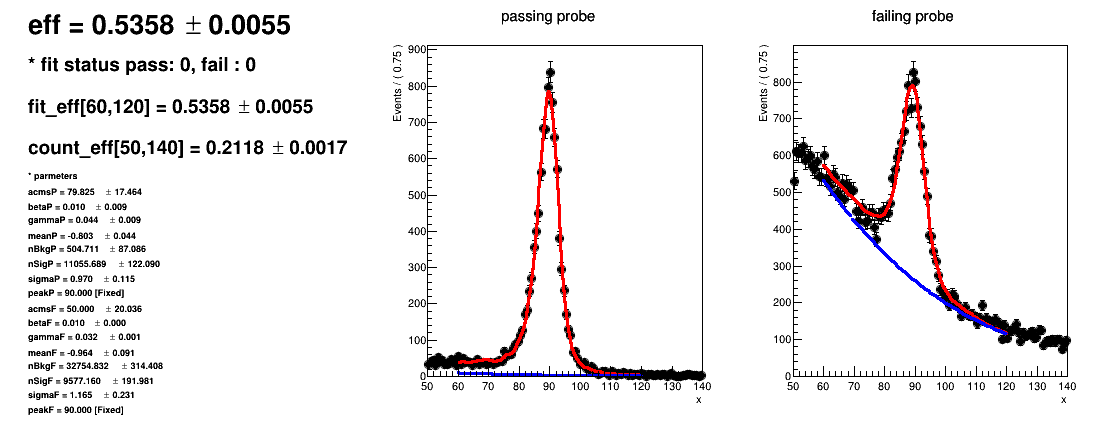 eff = 0.5358 ± 0.0055
* fit status pass: 0, fail : 0
fit_eff[60,120] = 0.5358 ± 0.0055
count_eff[50,140] = 0.2118 ± 0.0017
* parmeters
acmsP = 79.825 ± 17.464
betaP = 0.010 ± 0.009
gammaP = 0.044 ± 0.009
meanP = -0.803 ± 0.044
nBkgP = 504.711 ± 87.086
nSigP = 11055.689 ± 122.090
sigmaP = 0.970 ± 0.115
peakP = 90.000 [Fixed]
acmsF = 50.000 ± 20.036
betaF = 0.010 ± 0.000
gammaF = 0.032 ± 0.001
meanF = -0.964 ± 0.091
nBkgF = 32754.832 ± 314.408
nSigF = 9577.160 ± 191.981
sigmaF = 1.165 ± 0.231
peakF = 90.000 [Fixed]
passing probe
Events / ( 0.75 )
900
800
700
600
500
400
300
200
100
0
50 60 70 80 90 100 110 120 130 140
x
failing probe
Events / ( 0.75 )
800
700
600
500
400
300
200
100
0
50 60 70 80 90 100 110 120 130 140
x